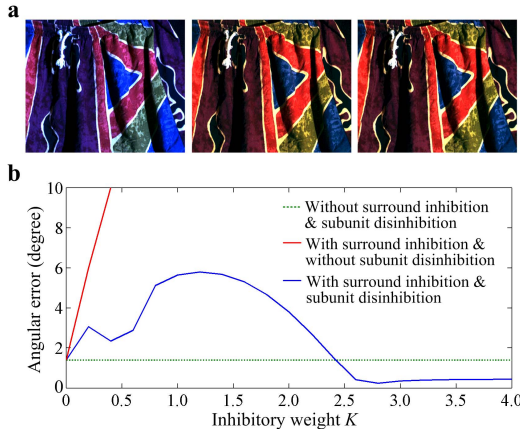 a
b
10
8
6
4
2
0
Angular error (degree)
Without surround inhibition
& subunit disinhibition
With surround inhibition &
without subunit disinhibition
With surround inhibition &
subunit disinhibition
0 0.5 1.0 1.5 2.0 2.5 3.0 3.5 4.0
Inhibitory weight K